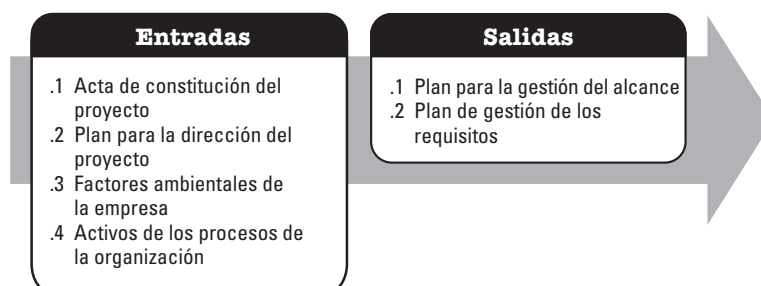 Entradas
.1 Acta de constitución del
proyecto
.2 Plan para la dirección del
proyecto
.3 Factores ambientales de
la empresa
.4 Activos de los procesos de
la organización
Salidas
.1 Plan para la gestión del alcance
.2 Plan de gestión de los
requisitos